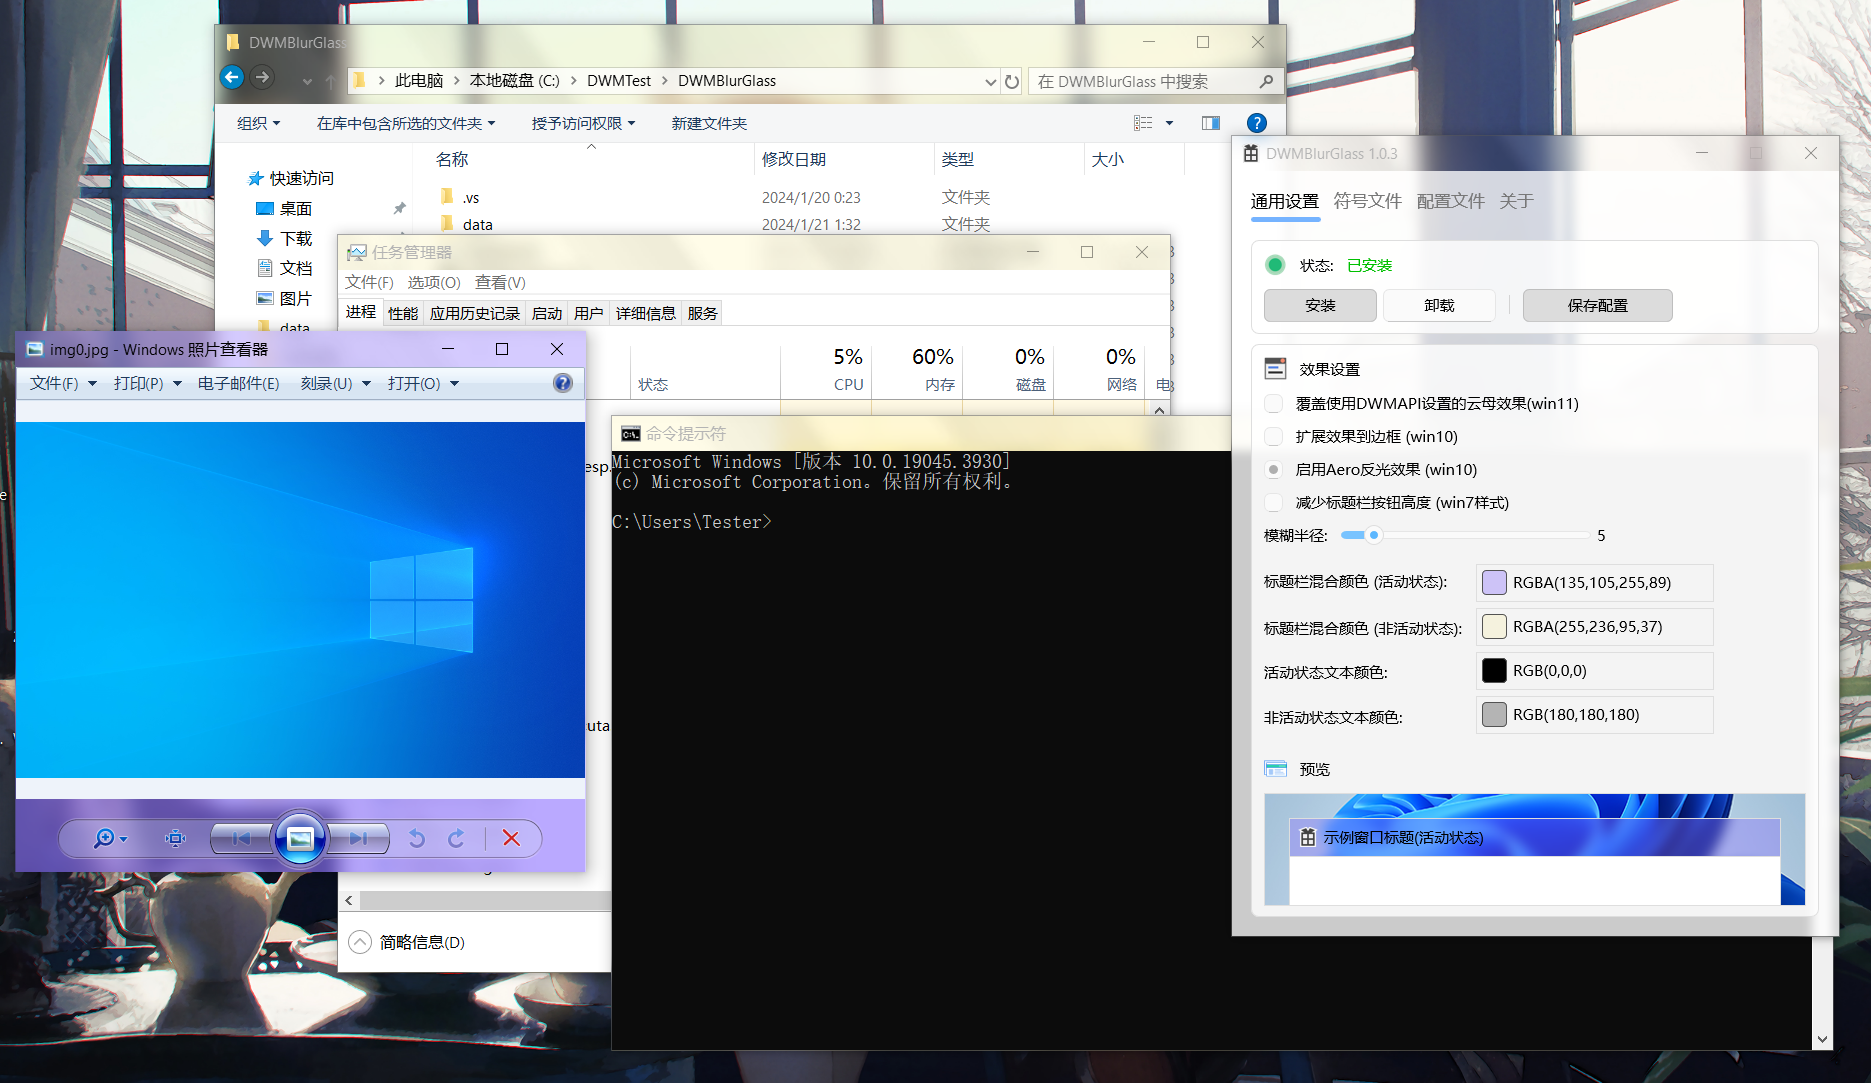 DWMBlurGlass
此电脑 本地磁盘 (C:) DWMTest DWMBlurGlass
在 DWMBlurGlass 中搜索
组织 在库中包含所选的文件夹 授予访问权限 新建文件夹
名称 修改日期 类型 大小
快速访问
桌面
下载
文档
图片
data
.vs 2024/1/20 0:23 文件夹
data 2024/1/21 1:32 文件夹
任务管理器
文件(F) 选项(O) 查看(V)
进程 性能 应用历史记录 启动 用户 详细信息 服务
5% 60% 0% 0%
状态 CPU 内存 磁盘 网络 电
esp.
cuta
简略信息(D)
img0.jpg - Windows 照片查看器
文件(F) 打印(P) 电子邮件(E) 刻录(U) 打开(O)
命令提示符
Microsoft Windows [版本 10.0.19045.3930]
(c) Microsoft Corporation。保留所有权利。
C:\Users\Tester>
DWMBlurGlass 1.0.3
通用设置 符号文件 配置文件 关于
状态: 已安装
安装 卸载 保存配置
效果设置
覆盖使用DWMAPI设置的云母效果(win11)
扩展效果到边框 (win10)
启用Aero反光效果 (win10)
减少标题栏按钮高度 (win7样式)
模糊半径: 5
标题栏混合颜色 (活动状态): RGBA(135,105,255,89)
标题栏混合颜色 (非活动状态): RGBA(255,236,95,37)
活动状态文本颜色: RGB(0,0,0)
非活动状态文本颜色: RGB(180,180,180)
预览
示例窗口标题(活动状态)